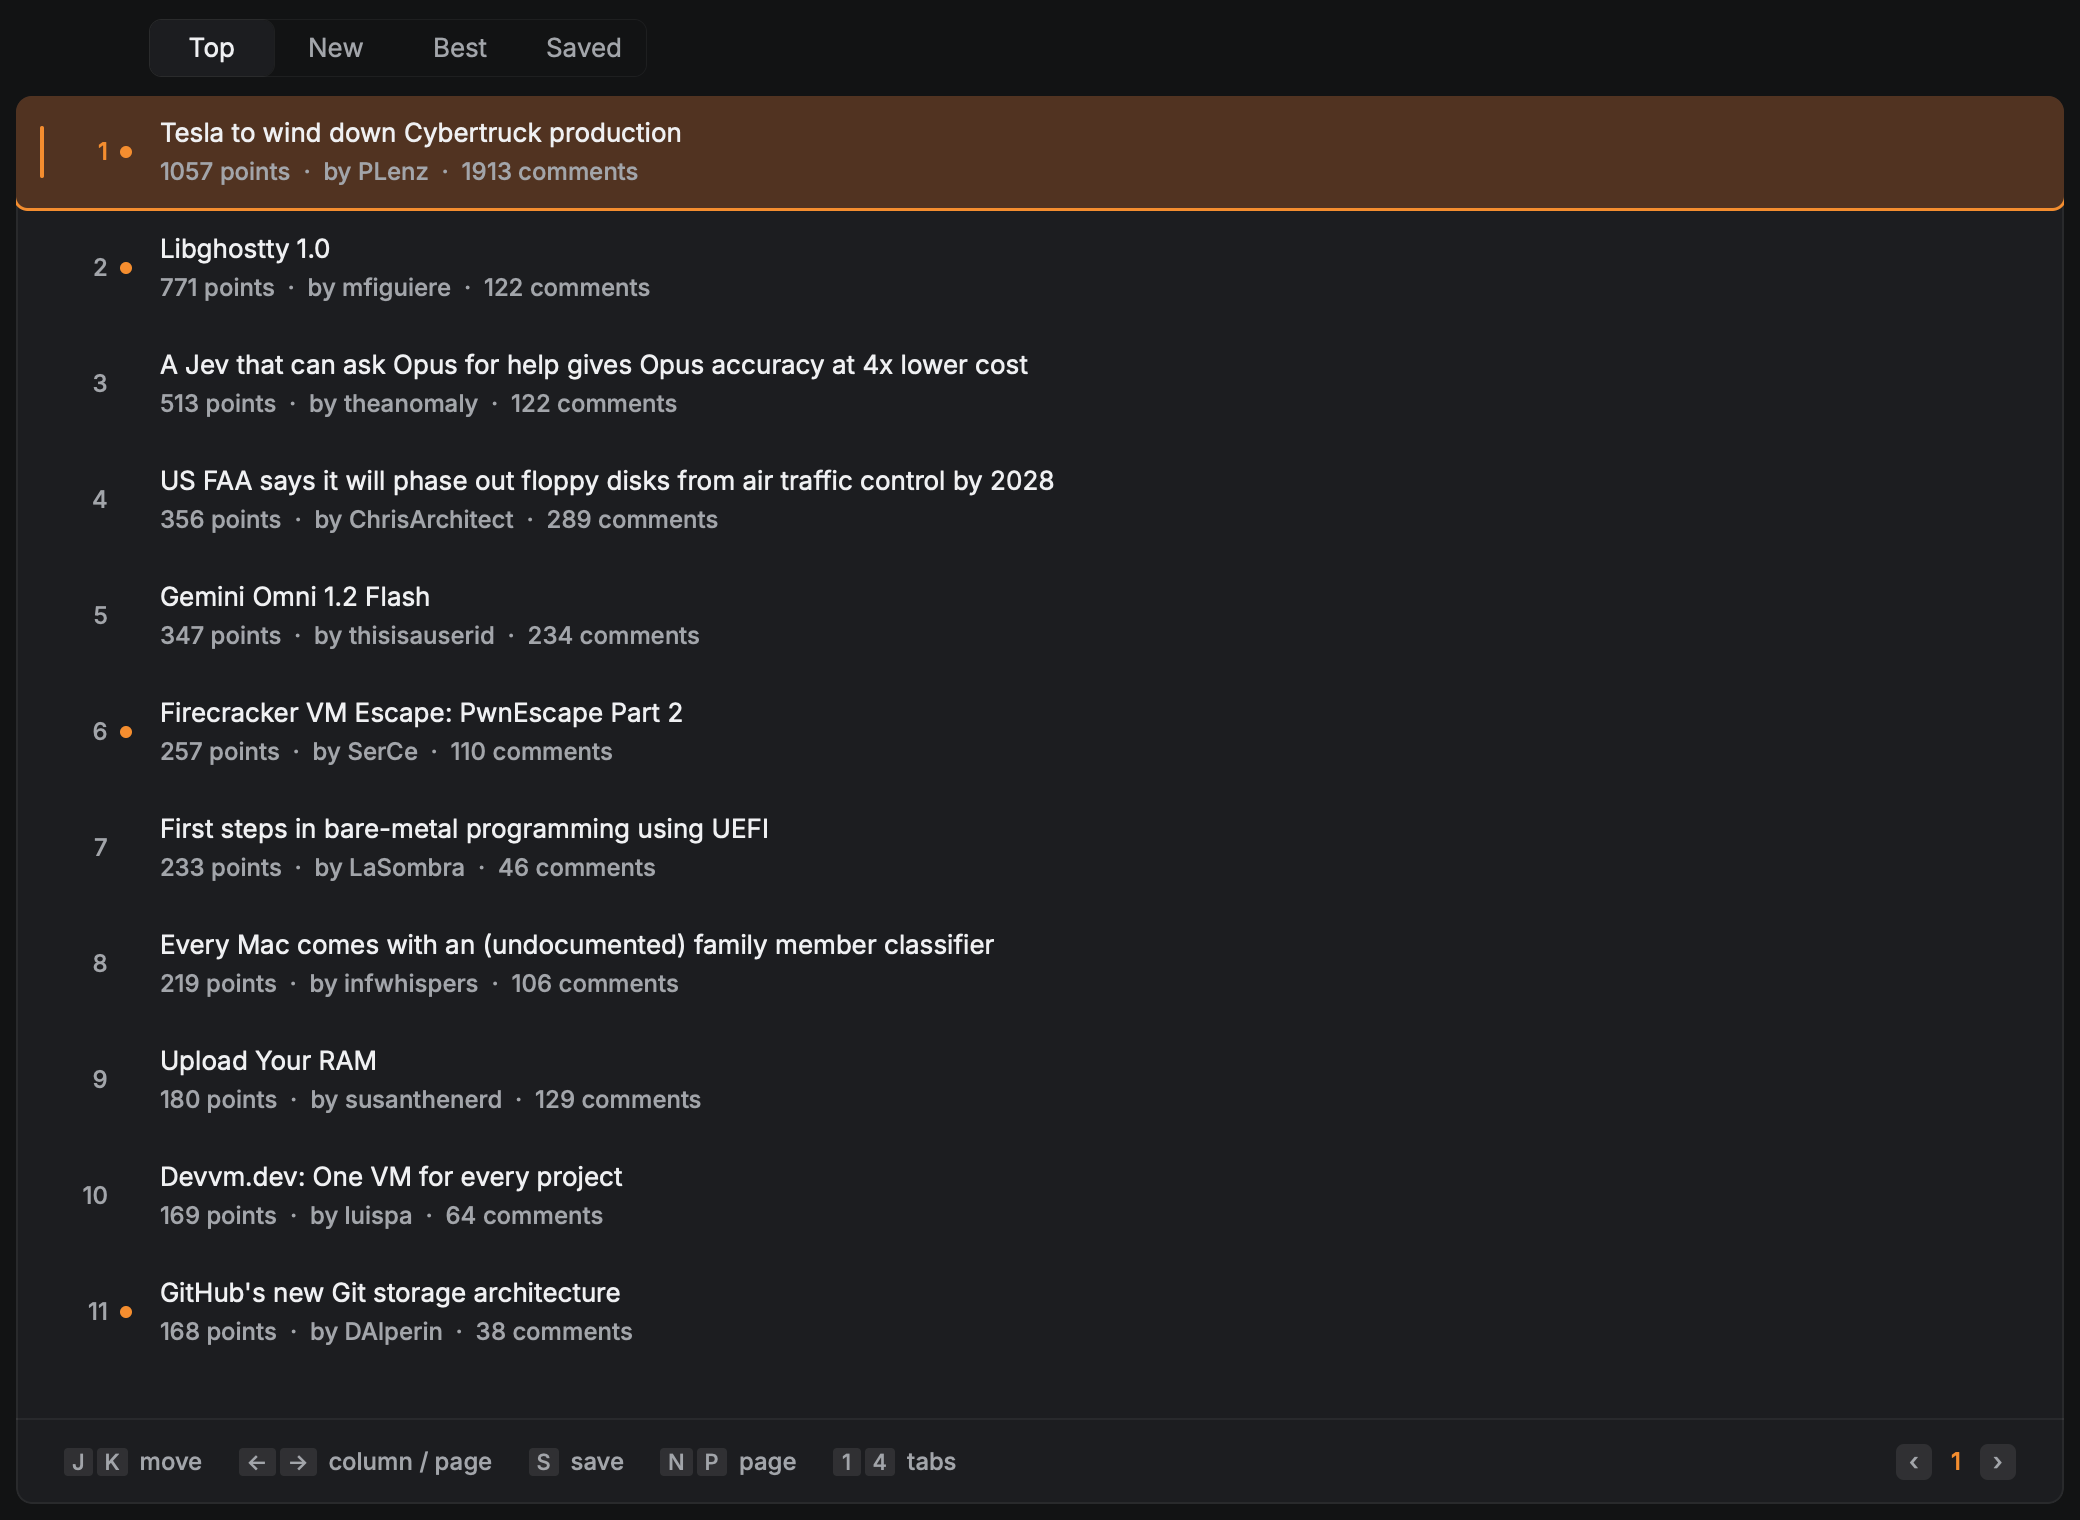 Top New Best Saved
1 Tesla to wind down Cybertruck production
1057 points · by PLenz · 1913 comments
2 Libghostty 1.0
771 points · by mfiguiere · 122 comments
3 A Jev that can ask Opus for help gives Opus accuracy at 4x lower cost
513 points · by theanomaly · 122 comments
4 US FAA says it will phase out floppy disks from air traffic control by 2028
356 points · by ChrisArchitect · 289 comments
5 Gemini Omni 1.2 Flash
347 points · by thisisauserid · 234 comments
6 Firecracker VM Escape: PwnEscape Part 2
257 points · by SerCe · 110 comments
7 First steps in bare-metal programming using UEFI
233 points · by LaSombra · 46 comments
8 Every Mac comes with an (undocumented) family member classifier
219 points · by infwhispers · 106 comments
9 Upload Your RAM
180 points · by susanthenerd · 129 comments
10 Devvm.dev: One VM for every project
169 points · by luispa · 64 comments
11 GitHub's new Git storage architecture
168 points · by DAlperin · 38 comments
J K move ← → column / page S save N P page 1 4 tabs ‹ 1 ›